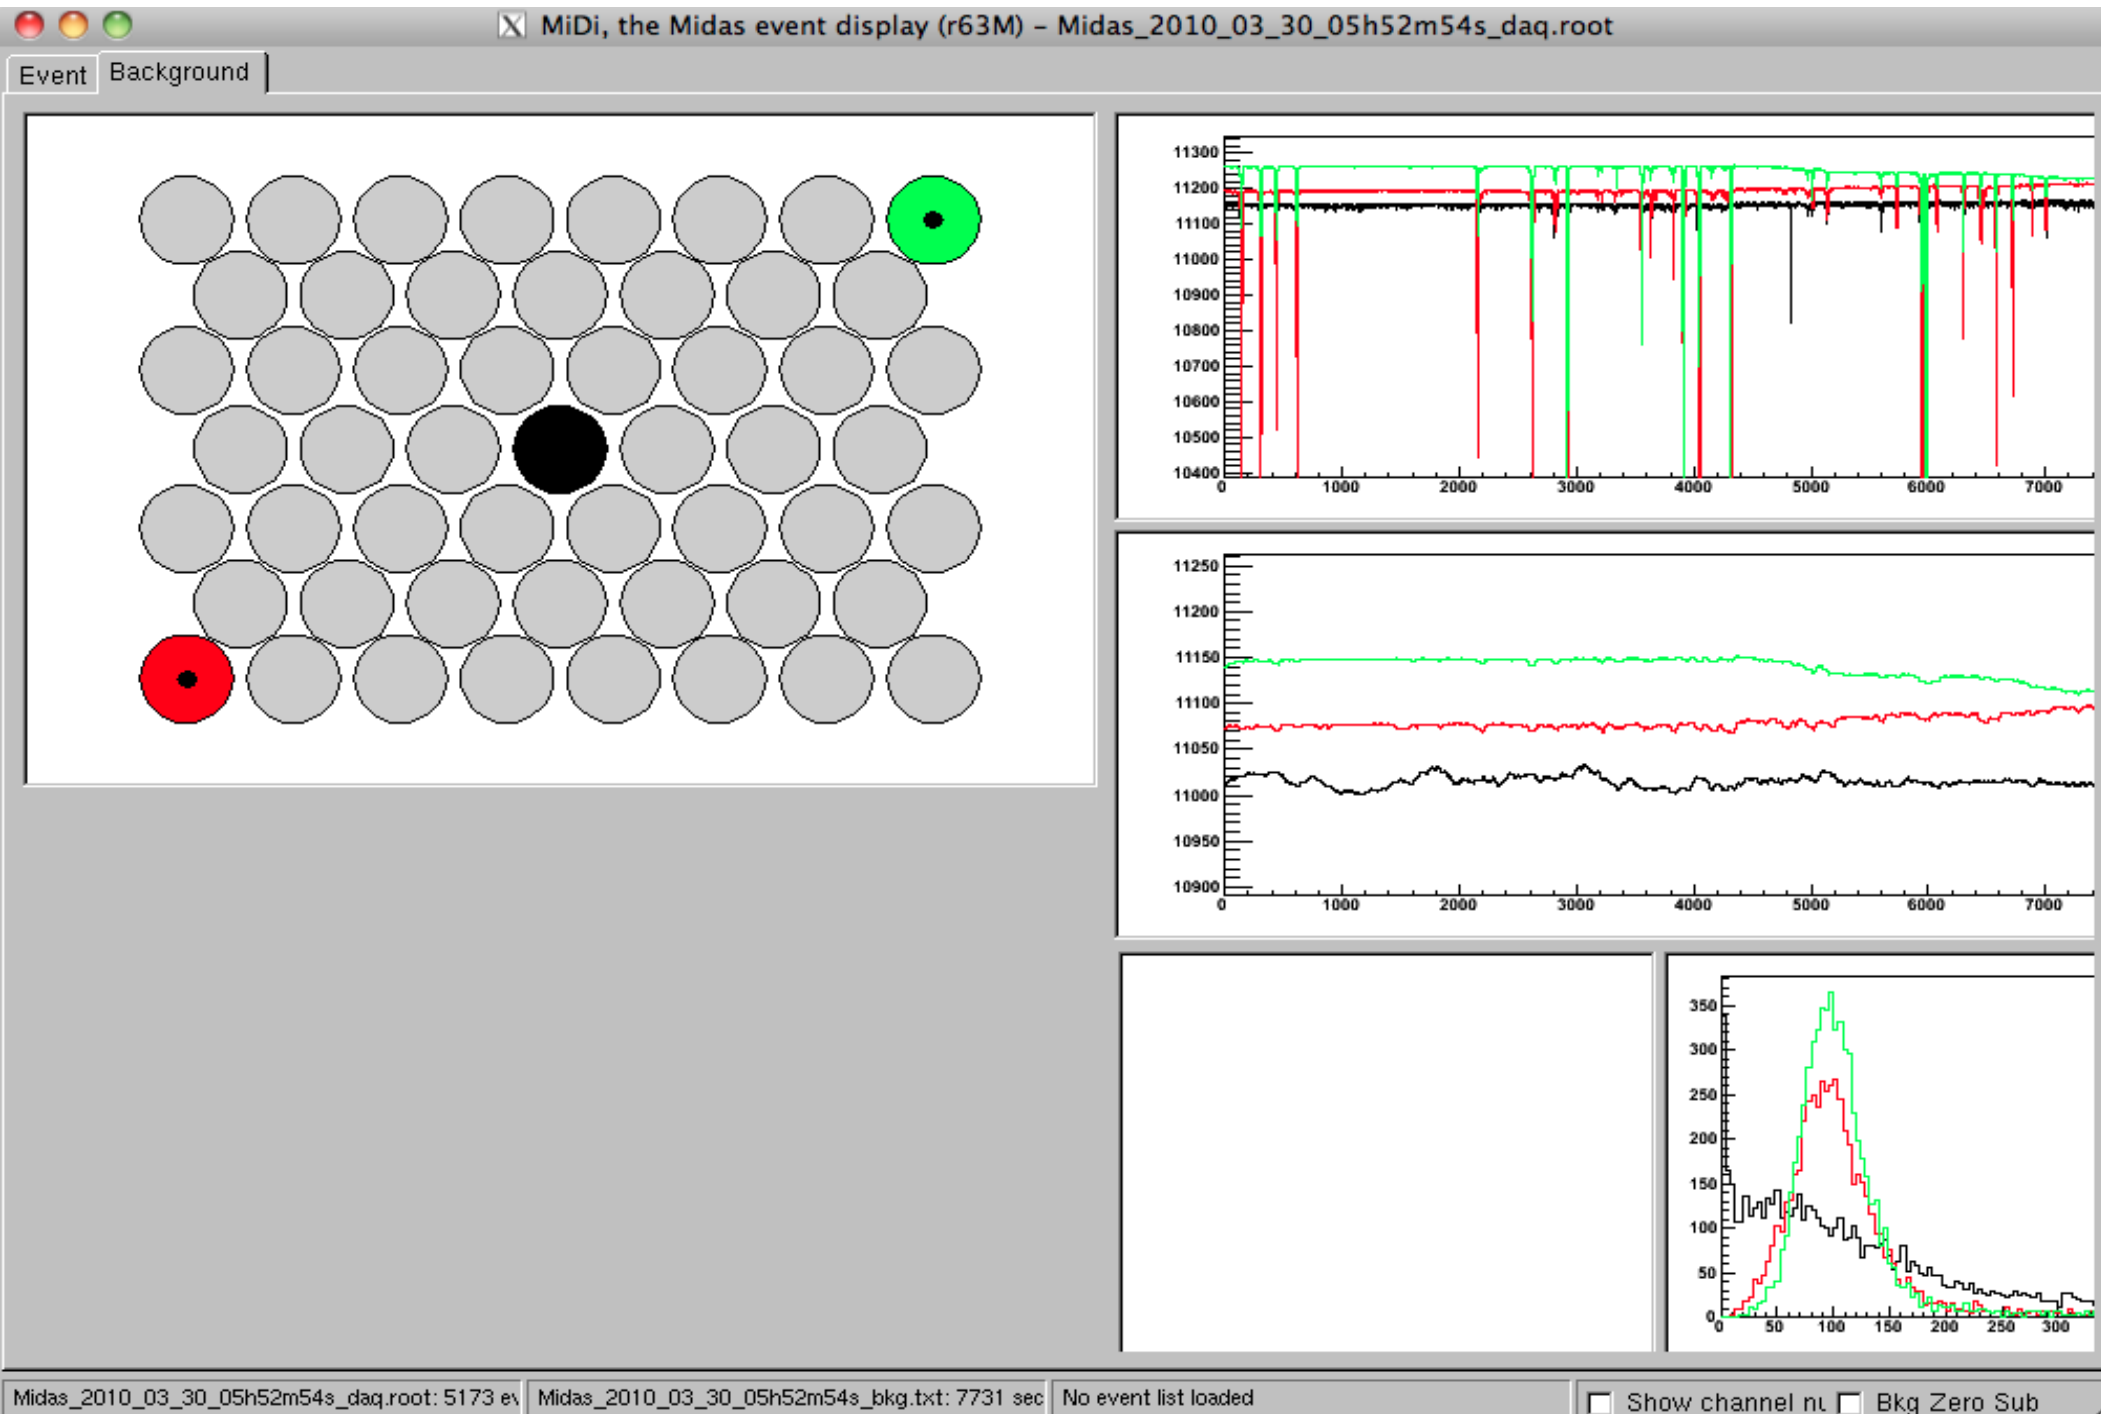 MiDi, the Midas event display (r63M) – Midas_2010_03_30_05h52m54s_daq.root
Event
Background
11300
11200
11100
11000
10900
10800
10700
10600
10500
10400
0 1000 2000 3000 4000 5000 6000 7000
11250
11200
11150
11100
11050
11000
10950
10900
0 1000 2000 3000 4000 5000 6000 7000
350
300
250
200
150
100
50
0
0 50 100 150 200 250 300
Midas_2010_03_30_05h52m54s_daq.root: 5173 ev
Midas_2010_03_30_05h52m54s_bkg.txt: 7731 sec
No event list loaded
Show channel nu
Bkg Zero Sub